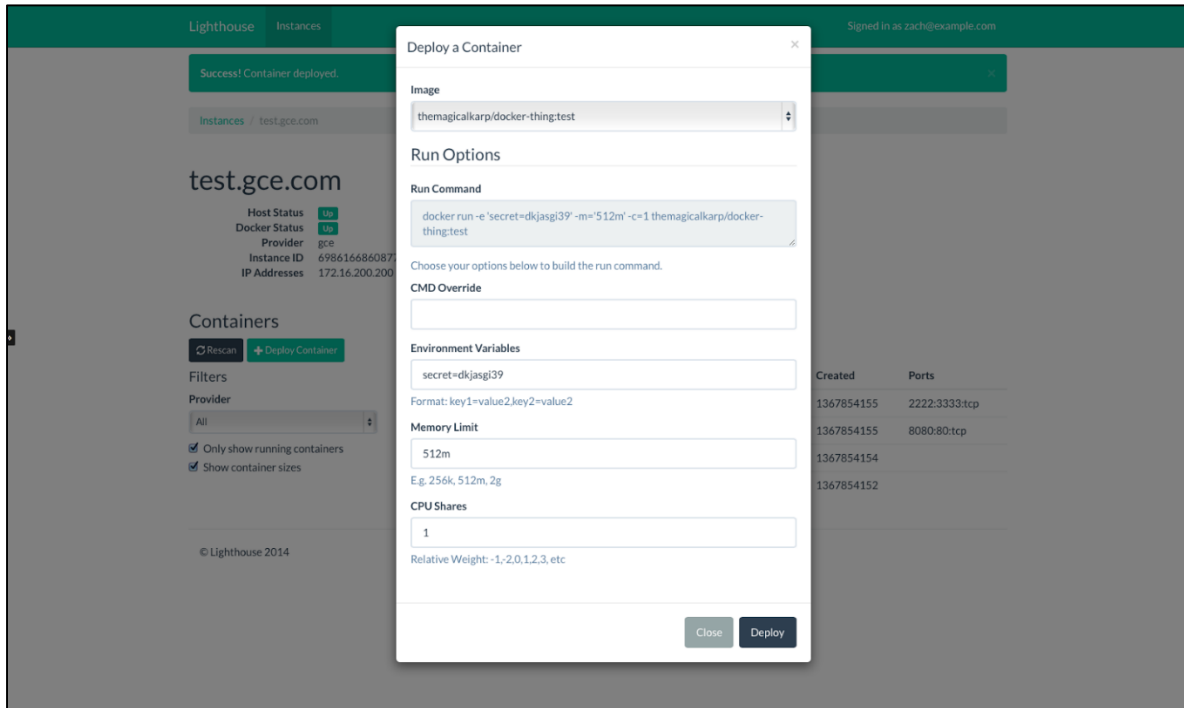 Lighthouse Instances Signed in as zach@example.com
Success! Container deployed. ×
Instances / test.gce.com
test.gce.com
Host Status Up
Docker Status Up
Provider gce
Instance ID 698616686087
IP Addresses 172.16.200.200
Containers
Rescan Deploy Container
Filters
Provider
All
Only show running containers
Show container sizes
Created Ports
1367854155 2222:3333:tcp
1367854155 8080:80:tcp
1367854154
1367854152
© Lighthouse 2014
Deploy a Container ×
Image
themagicalkarp/docker-thing:test
Run Options
Run Command
docker run -e 'secret=dkjasgi39' -m='512m' -c=1 themagicalkarp/docker-
thing:test
Choose your options below to build the run command.
CMD Override
Environment Variables
secret=dkjasgi39
Format: key1=value2,key2=value2
Memory Limit
512m
E.g. 256k, 512m, 2g
CPU Shares
1
Relative Weight: -1,-2,0,1,2,3, etc
Close Deploy